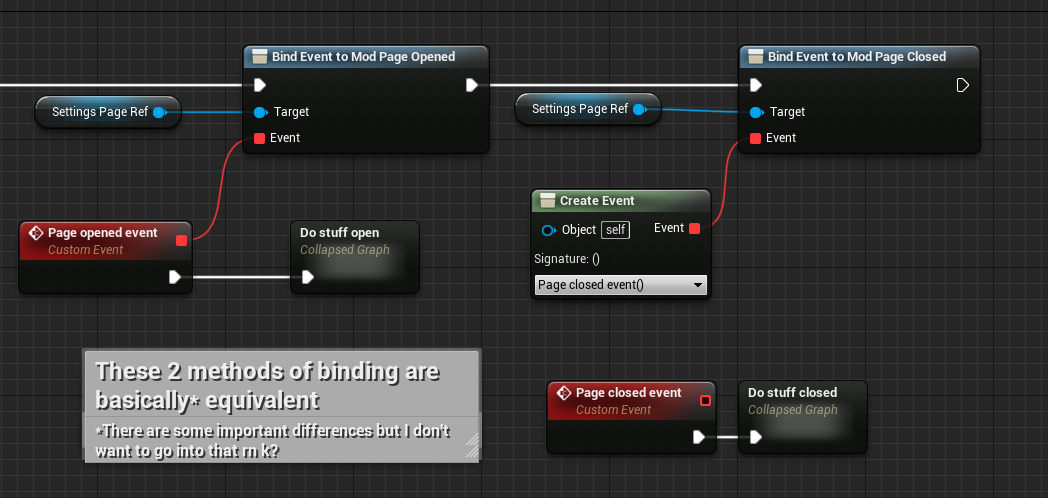 Bind Event to Mod Page Opened
Bind Event to Mod Page Closed
Settings Page Ref
Target
Event
Settings Page Ref
Target
Event
Create Event
Object self
Event
Signature: ()
Page closed event()
Page opened event
Custom Event
Do stuff open
Collapsed Graph
These 2 methods of binding are
basically* equivalent
*There are some important differences but I don't
want to go into that rn k?
Page closed event
Custom Event
Do stuff closed
Collapsed Graph